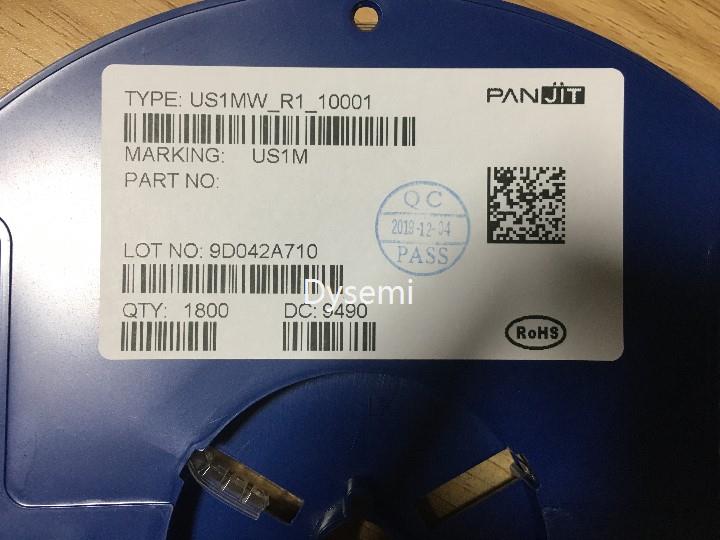 TYPE: US1MW_R1_10001
PANJIT
MARKING: US1M
PART NO:
QC
2019-12-04
PASS
LOT NO: 9D042A710
Dysemi
QTY: 1800 DC: 9490
RoHS